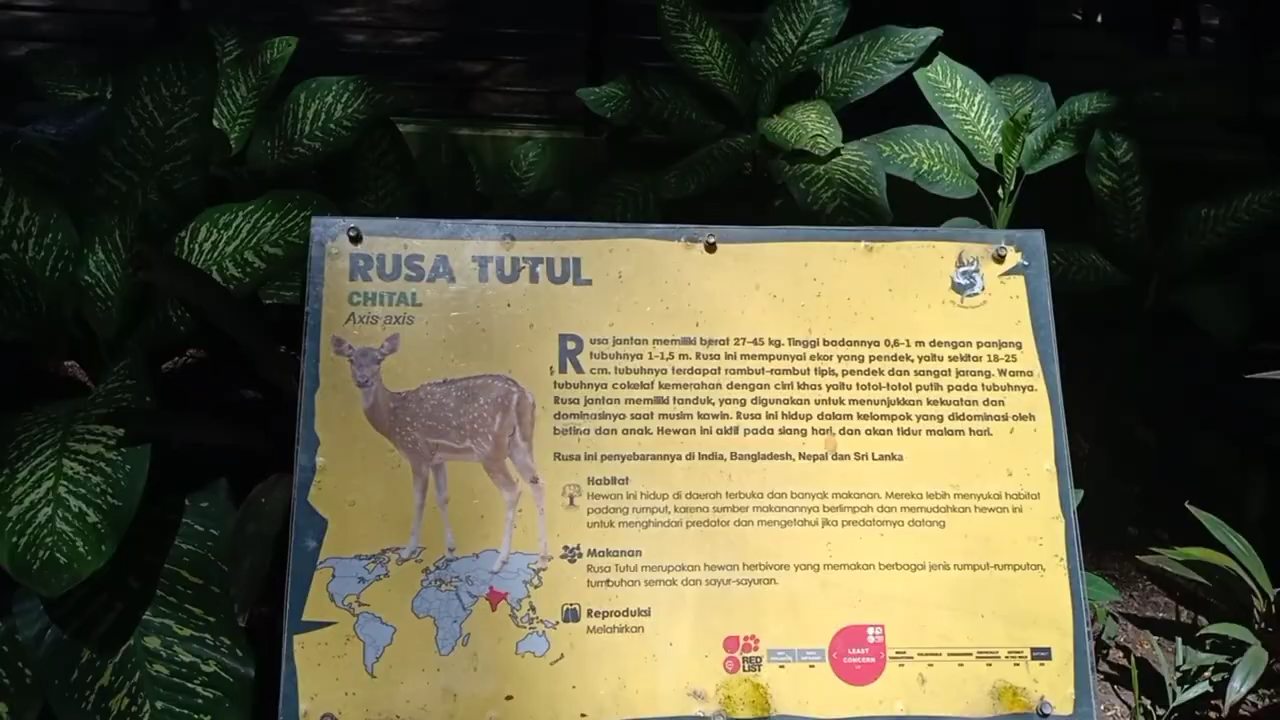 RUSA TUTUL
CHITAL
Axis axis
Rusa jantan memiliki berat 27-45 kg. Tinggi badannya 0,6-1 m dengan panjang
tubuhnya 1-1,5 m. Rusa ini mempunyai ekor yang pendek, yaitu sekitar 18-25
cm. tubuhnya terdapat rambut-rambut tipis, pendek dan sangat jarang. Warna
tubuhnya cokelat kemerahan dengan ciri khas yaitu totol-totol putih pada tubuhnya.
Rusa jantan memiliki tanduk, yang digunakan untuk menunjukkan kekuatan dan
dominasinya saat musim kawin. Rusa ini hidup dalam kelompok yang didominasi oleh
betina dan anak. Hewan ini aktif pada siang hari, dan akan tidur malam hari.
Rusa ini penyebarannya di India, Bangladesh, Nepal dan Sri Lanka
Habitat
Hewan ini hidup di daerah terbuka dan banyak makanan. Mereka lebih menyukai habitat
padang rumput, karena sumber makanannya berlimpah dan memudahkan hewan ini
untuk menghindari predator dan mengetahui jika predatornya datang
Makanan
Rusa Tutul merupakan hewan herbivore yang memakan berbagai jenis rumput-rumputan,
tumbuhan semak dan sayur-sayuran.
Reproduksi
Melahirkan
RED
LIST
LEAST
CONCERN